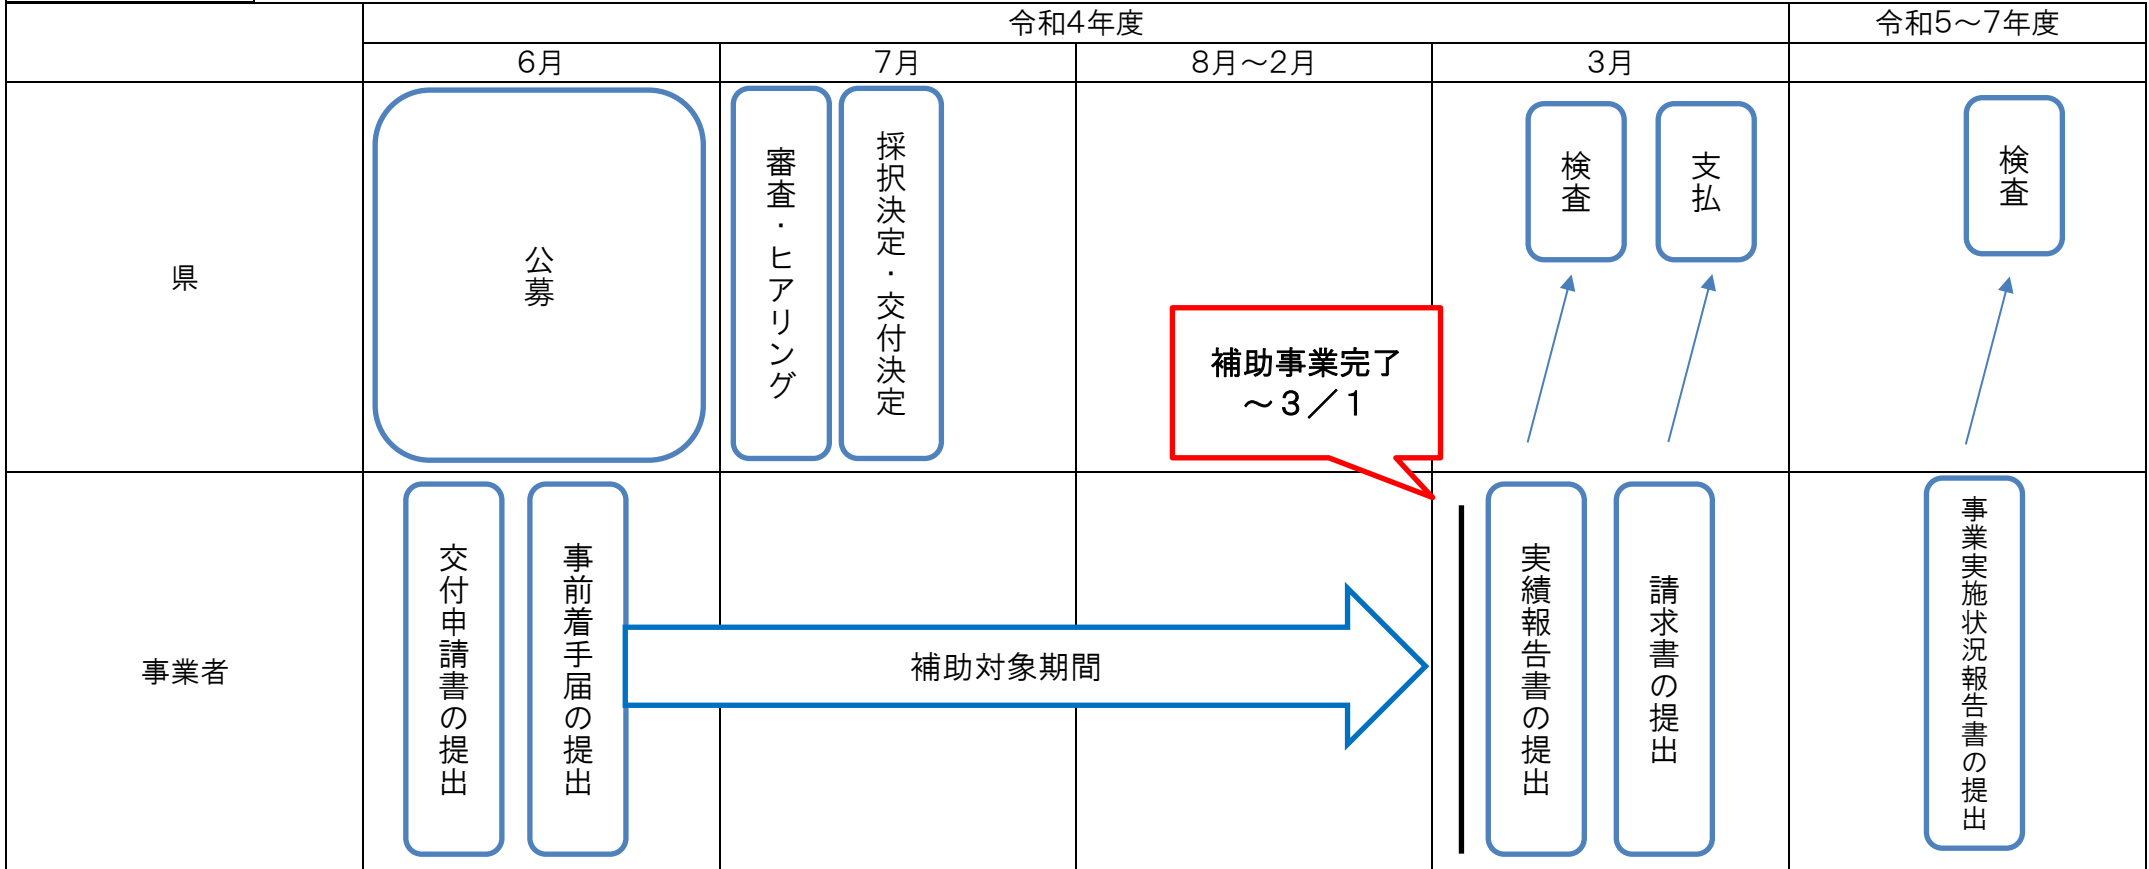 令和4年度
令和5～7年度
6月
7月
8月～2月
3月
県
公募
審査・ヒアリング
採択決定・交付決定
検査
支払
検査
補助事業完了
～３／１
事業者
交付申請書の提出
事前着手届の提出
補助対象期間
実績報告書の提出
請求書の提出
事業実施状況報告書の提出